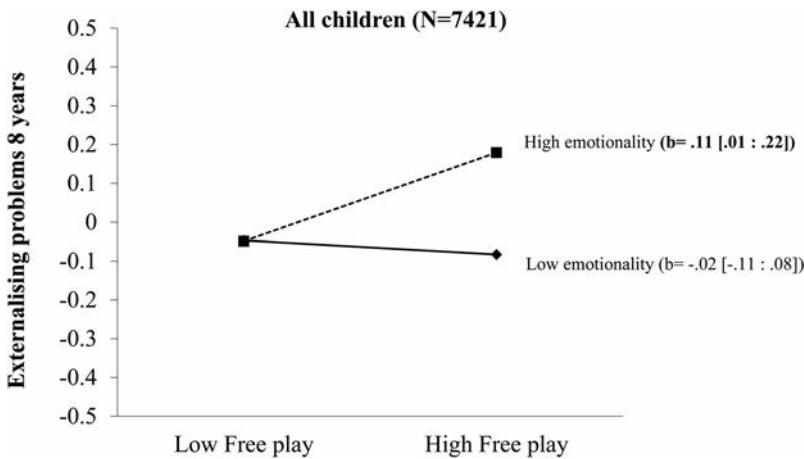 All children (N=7421)
Externalising problems 8 years
0.5
0.4
0.3
0.2
0.1
0
-0.1
-0.2
-0.3
-0.4
-0.5
High emotionality (b= .11 [.01 : .22])
Low emotionality (b= -.02 [-.11 : .08])
Low Free play
High Free play